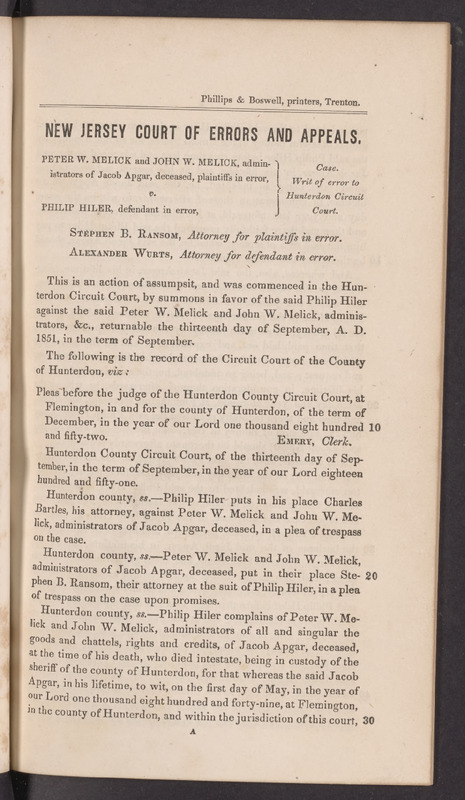 Phillips & Boswell, printers, Trenton.
NEW JERSEY COURT OF ERRORS AND APPEALS.
PETER W. MELICK and JOHN W. MELICK, admin-
istrators of Jacob Apgar, deceased, plaintiffs in error,
v.
PHILIP HILER, defendant in error,
Case.
Writ of error to
Hunterdon Circuit
Court.
STEPHEN B. RANSOM, Attorney for plaintiffs in error.
ALEXANDER WURTS, Attorney for defendant in error.
This is an action of assumpsit, and was commenced in the Hun-
terdon Circuit Court, by summons in favor of the said Philip Hiler
against the said Peter W. Melick and John W. Melick, adminis-
trators, &c., returnable the thirteenth day of September, A. D.
1851, in the term of September.
The following is the record of the Circuit Court of the County
of Hunterdon, viz:
Pleas before the judge of the Hunterdon County Circuit Court, at
Flemington, in and for the county of Hunterdon, of the term of
December, in the year of our Lord one thousand eight hundred 10
and fifty-two. EMERY, Clerk.
Hunterdon County Circuit Court, of the thirteenth day of Sep-
tember, in the term of September, in the year of our Lord eighteen
hundred and fifty-one.
Hunterdon county, ss.—Philip Hiler puts in his place Charles
Bartles, his attorney, against Peter W. Melick and John W. Me-
lick, administrators of Jacob Apgar, deceased, in a plea of trespass
on the case.
Hunterdon county, ss.—Peter W. Melick and John W. Melick,
administrators of Jacob Apgar, deceased, put in their place Ste- 20
phen B. Ransom, their attorney at the suit of Philip Hiler, in a plea
of trespass on the case upon promises.
Hunterdon county, ss.—Philip Hiler complains of Peter W. Me-
lick and John W. Melick, administrators of all and singular the
goods and chattels, rights and credits, of Jacob Apgar, deceased,
at the time of his death, who died intestate, being in custody of the
sheriff of the county of Hunterdon, for that whereas the said Jacob
Apgar, in his lifetime, to wit, on the first day of May, in the year of
our Lord one thousand eight hundred and forty-nine, at Flemington,
in the county of Hunterdon, and within the jurisdiction of this court, 30
A